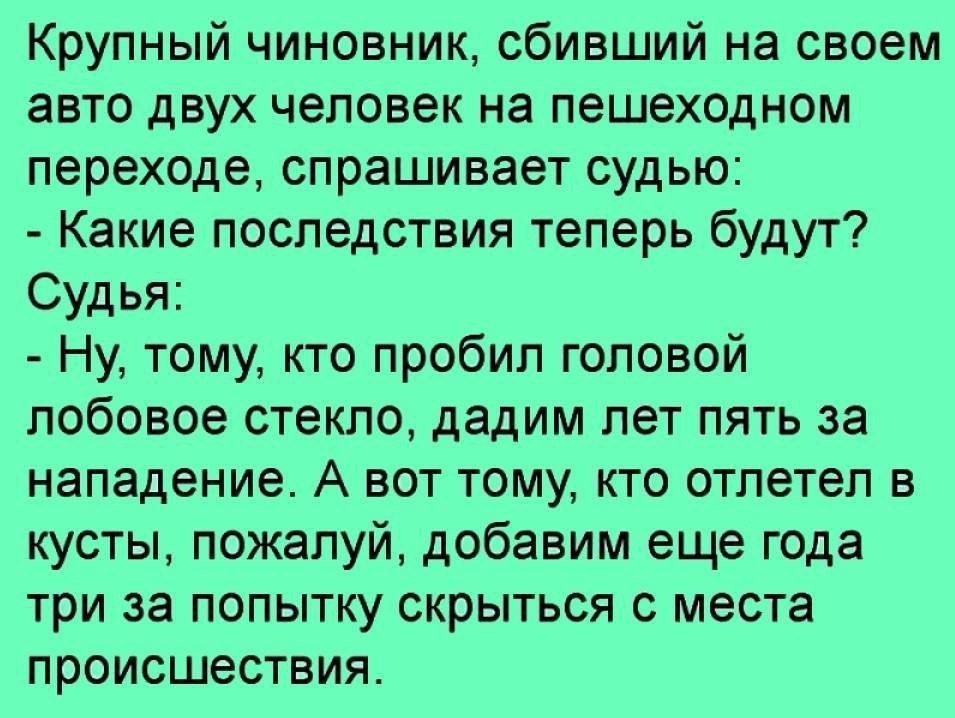 Крупный чиновник, сбивший на своем
авто двух человек на пешеходном
переходе, спрашивает судью:
- Какие последствия теперь будут?
Судья:
- Ну, тому, кто пробил головой
лобовое стекло, дадим лет пять за
нападение. А вот тому, кто отлетел в
кусты, пожалуй, добавим еще года
три за попытку скрыться с места
происшествия.